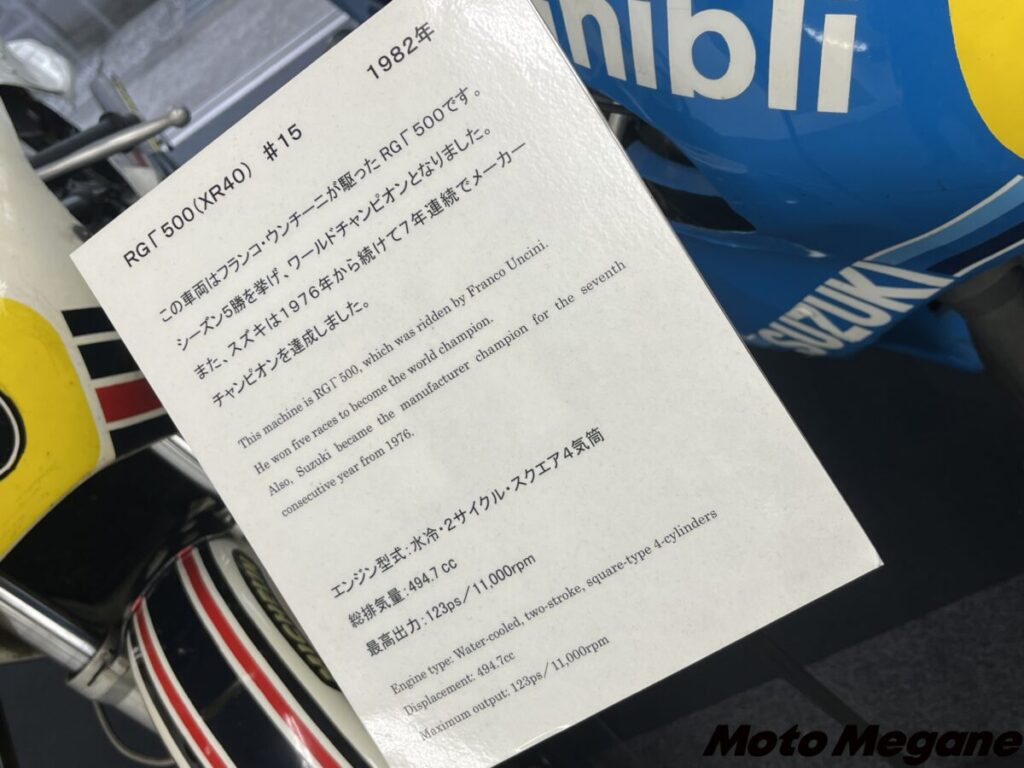 hibli
SUZUKI
1982年
RGΓ500(XR40) #15
この車両はフランコ・ウンチーニが駆ったRGΓ500です。
シーズン5勝を挙げ、ワールドチャンピオンとなりました。
また、スズキは1976年から続けて7年連続でメーカー
チャンピオンを達成しました。
This machine is RGΓ500, which was ridden by Franco Uncini.
He won five races to become the world champion.
Also, Suzuki became the manufacturer champion for the seventh
consecutive year from 1976.
エンジン型式:水冷・2サイクル・スクエア4気筒
総排気量:494.7cc
最高出力:123ps/11,000rpm
Engine type: Water-cooled, two-stroke, square-type 4-cylinders
Displacement: 494.7cc
Maximum output: 123ps/11,000rpm
Moto Megane